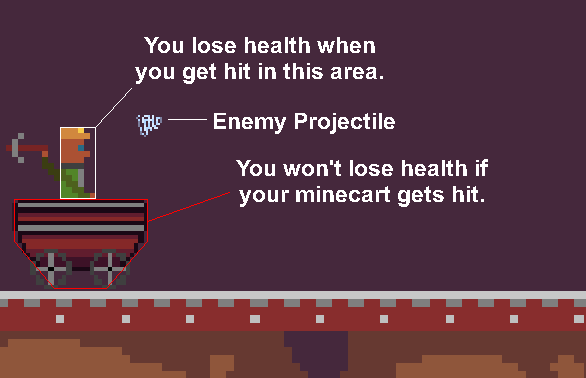 You lose health when
you get hit in this area.
Enemy Projectile
You won't lose health if
your minecart gets hit.